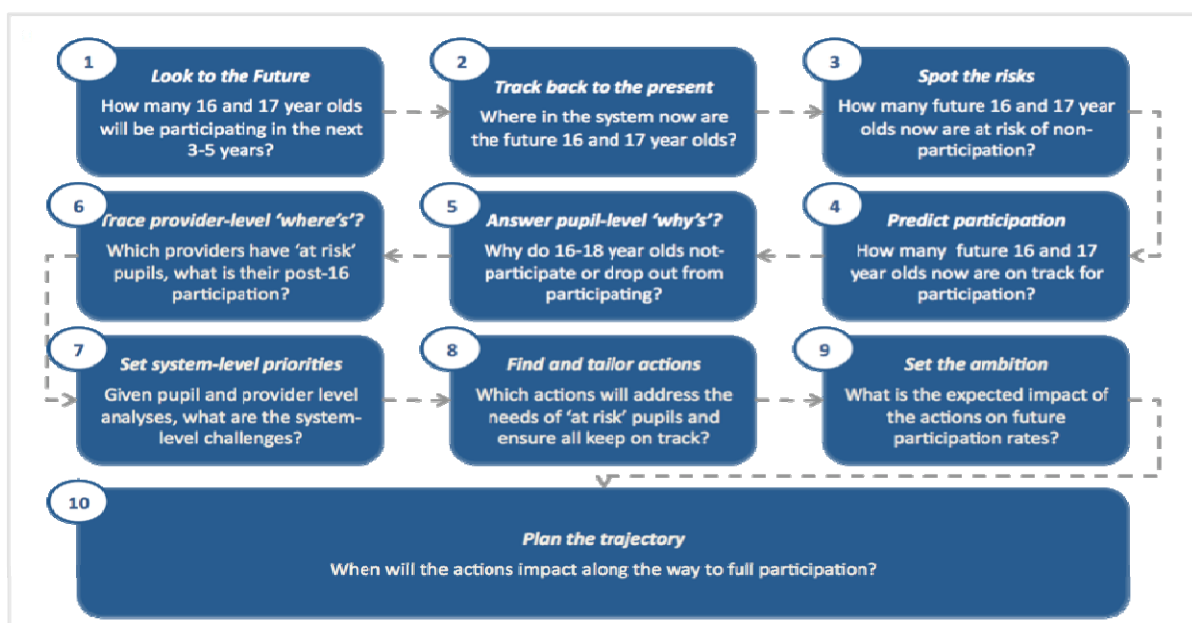 1
Look to the Future
How many 16 and 17 year olds
will be participating in the next
3-5 years?
2
Track back to the present
Where in the system now are
the future 16 and 17 year olds?
3
Spot the risks
How many future 16 and 17 year
olds now are at risk of non-
participation?
4
Predict participation
How many future 16 and 17
year olds now are on track for
participation?
5
Answer pupil-level ‘why’s’?
Why do 16-18 year olds not-
participate or drop out from
participating?
6
Trace provider-level ‘where’s’?
Which providers have ‘at risk’
pupils, what is their post-16
participation?
7
Set system-level priorities
Given pupil and provider level
analyses, what are the system-
level challenges?
8
Find and tailor actions
Which actions will address the
needs of ‘at risk’ pupils and
ensure all keep on track?
9
Set the ambition
What is the expected impact of
the actions on future
participation rates?
10
Plan the trajectory
When will the actions impact along the way to full participation?